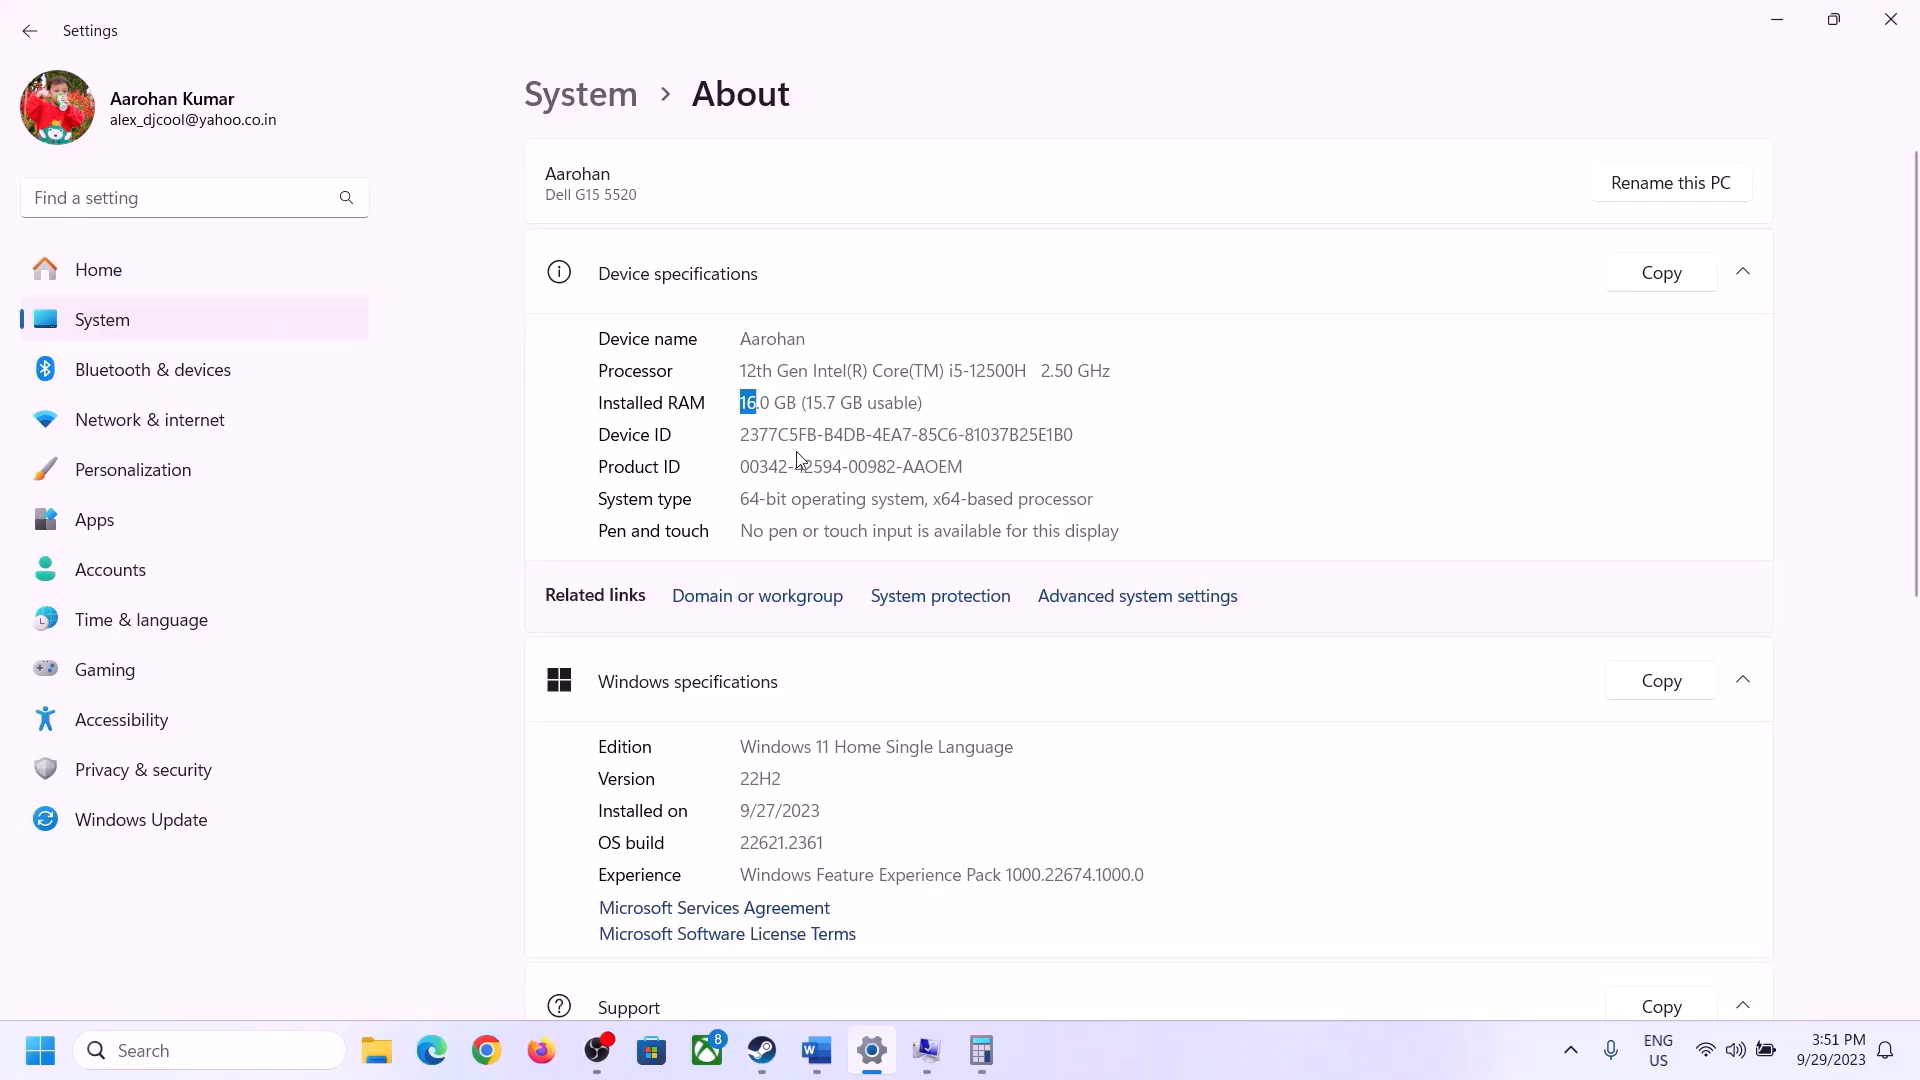 Settings
Aarohan Kumar
alex_djcool@yahoo.co.in
Find a setting
Home
System
Bluetooth & devices
Network & internet
Personalization
Apps
Accounts
Time & language
Gaming
Accessibility
Privacy & security
Windows Update
System > About
Aarohan
Dell G15 5520
Rename this PC
Device specifications
Copy
Device name Aarohan
Processor 12th Gen Intel(R) Core(TM) i5-12500H 2.50 GHz
Installed RAM 16.0 GB (15.7 GB usable)
Device ID 2377C5FB-B4DB-4EA7-85C6-81037B25E1B0
Product ID 00342-42594-00982-AAOEM
System type 64-bit operating system, x64-based processor
Pen and touch No pen or touch input is available for this display
Related links Domain or workgroup System protection Advanced system settings
Windows specifications
Copy
Edition Windows 11 Home Single Language
Version 22H2
Installed on 9/27/2023
OS build 22621.2361
Experience Windows Feature Experience Pack 1000.22674.1000.0
Microsoft Services Agreement
Microsoft Software License Terms
Support
Copy
Search
8
W
ENG
US
3:51 PM
9/29/2023